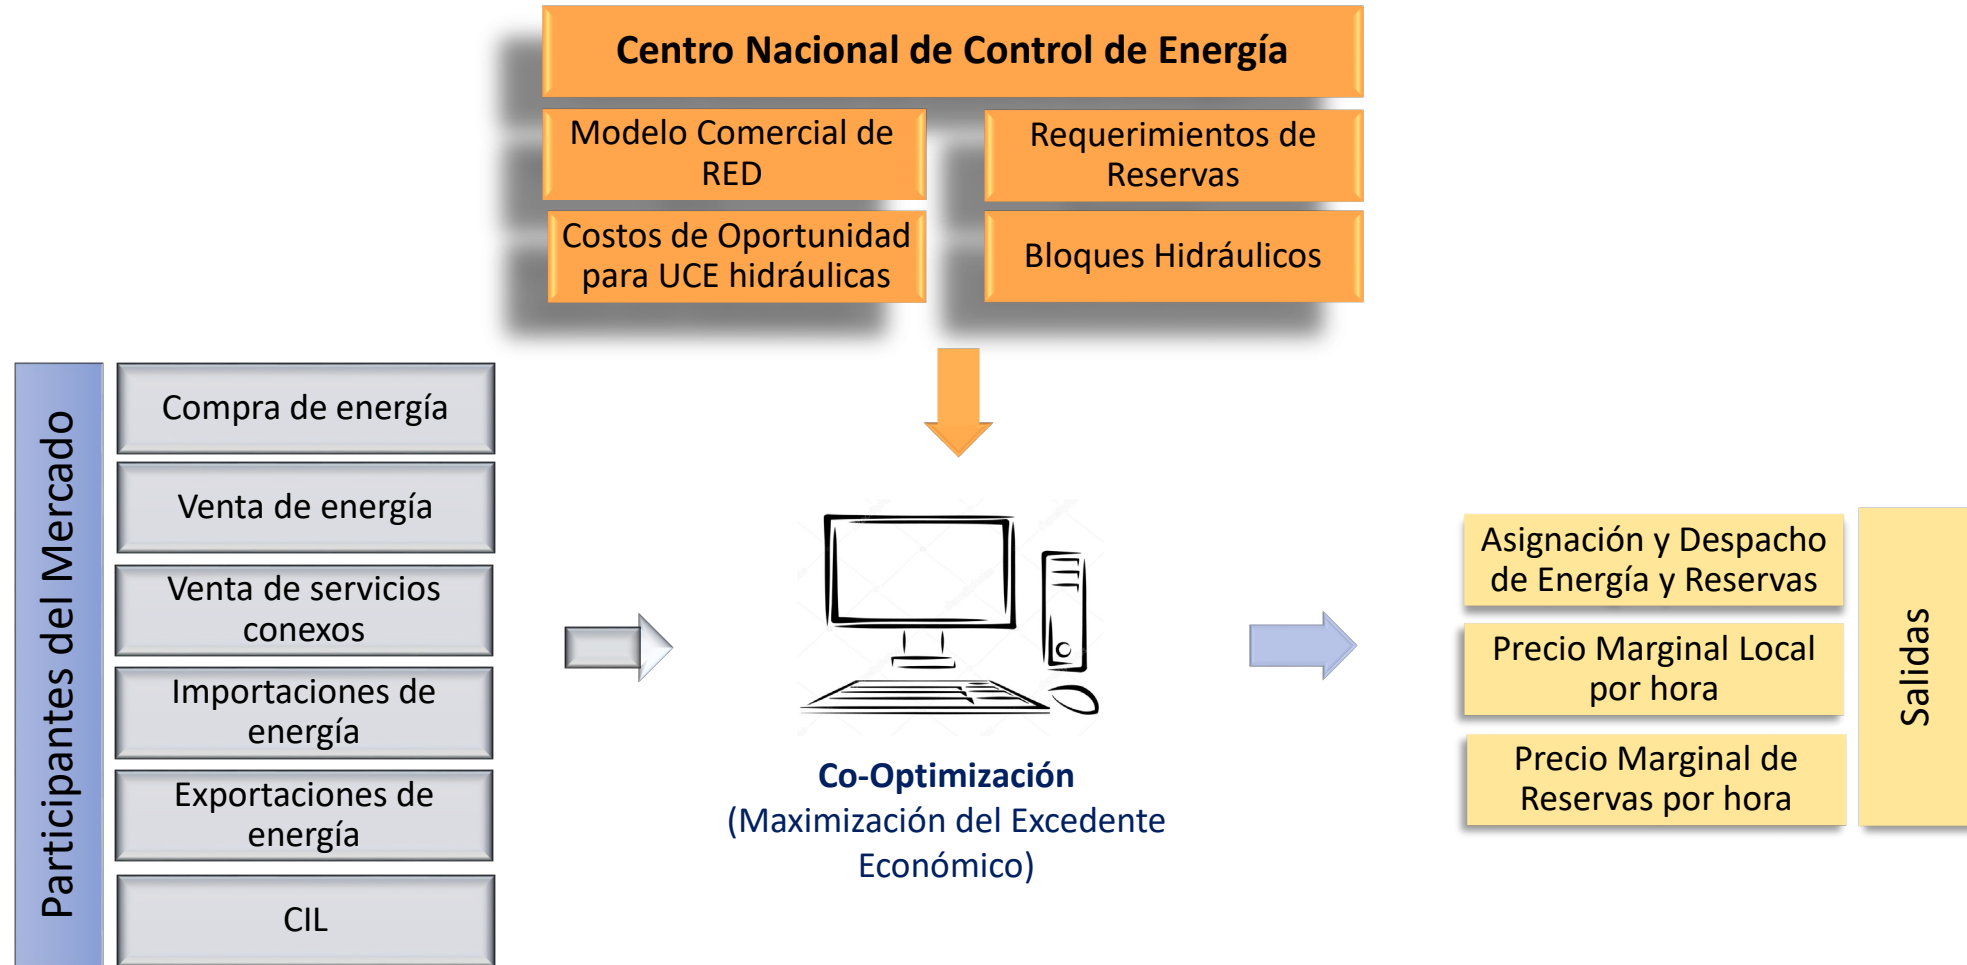 Centro Nacional de Control de Energía
Modelo Comercial de
RED
Requerimientos de
Reservas
Costos de Oportunidad
para UCE hidráulicas
Bloques Hidráulicos
Participantes del Mercado
Compra de energía
Venta de energía
Venta de servicios
conexos
Importaciones de
energía
Exportaciones de
energía
CIL
Co-Optimización
(Maximización del Excedente
Económico)
Asignación y Despacho
de Energía y Reservas
Precio Marginal Local
por hora
Precio Marginal de
Reservas por hora
Salidas